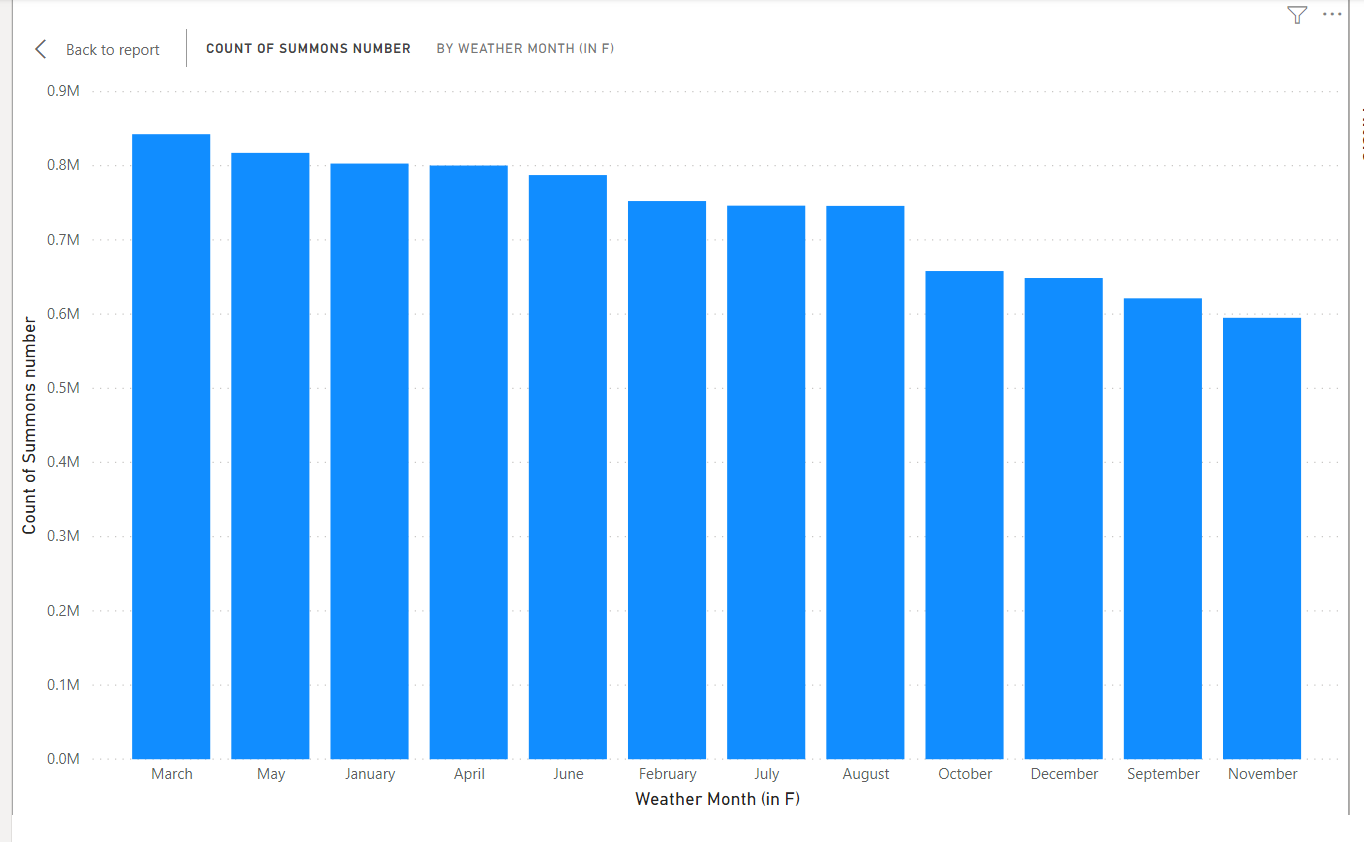 Back to report
COUNT OF SUMMONS NUMBER
BY WEATHER MONTH (IN F)
0.9M
0.8M
0.7M
0.6M
0.5M
0.4M
0.3M
0.2M
0.1M
0.0M
Count of Summons number
March May January April June February July August October December September November
Weather Month (in F)